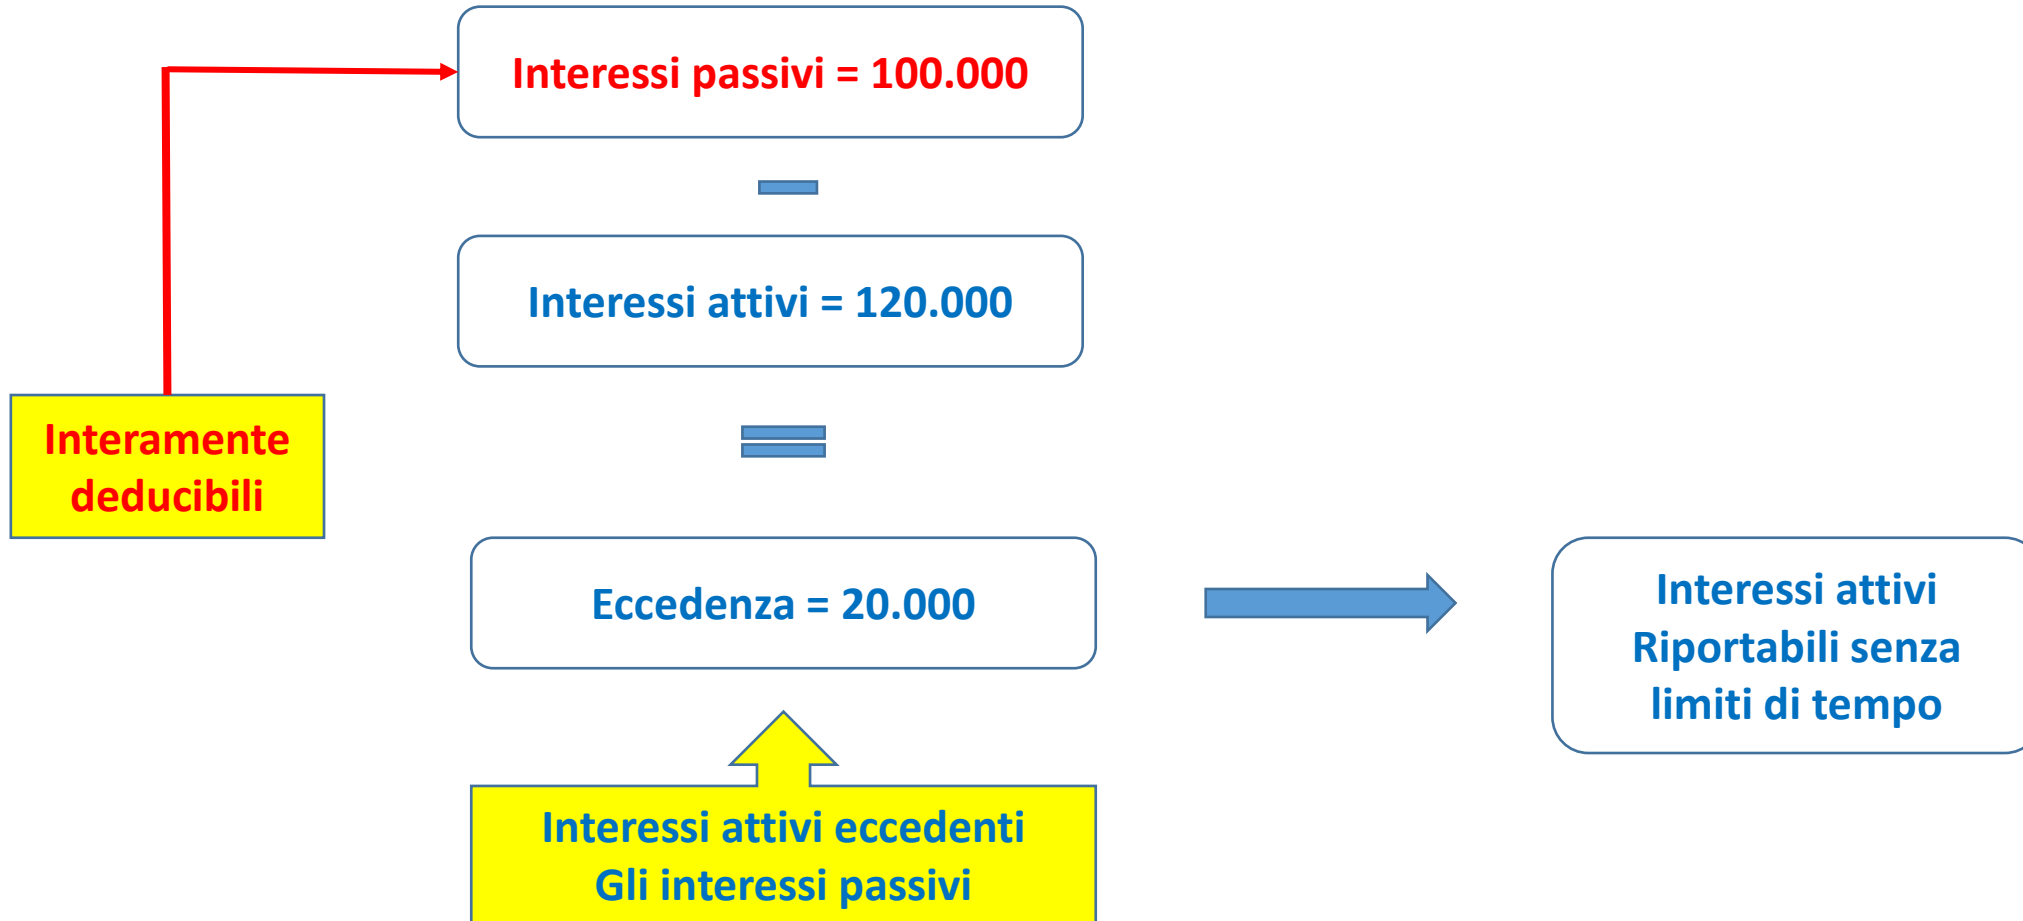 Interessi passivi = 100.000
Interessi attivi = 120.000
Interamente
deducibili
Eccedenza = 20.000
Interessi attivi
Riportabili senza
limiti di tempo
Interessi attivi eccedenti
Gli interessi passivi